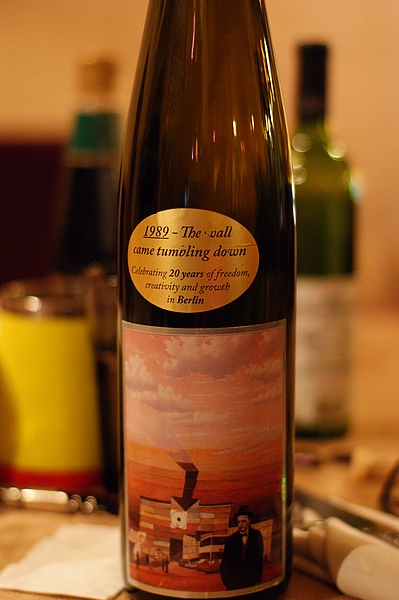 1989 - The wall
came tumbling down
Celebrating 20 years of freedom,
creativity and growth
in Berlin